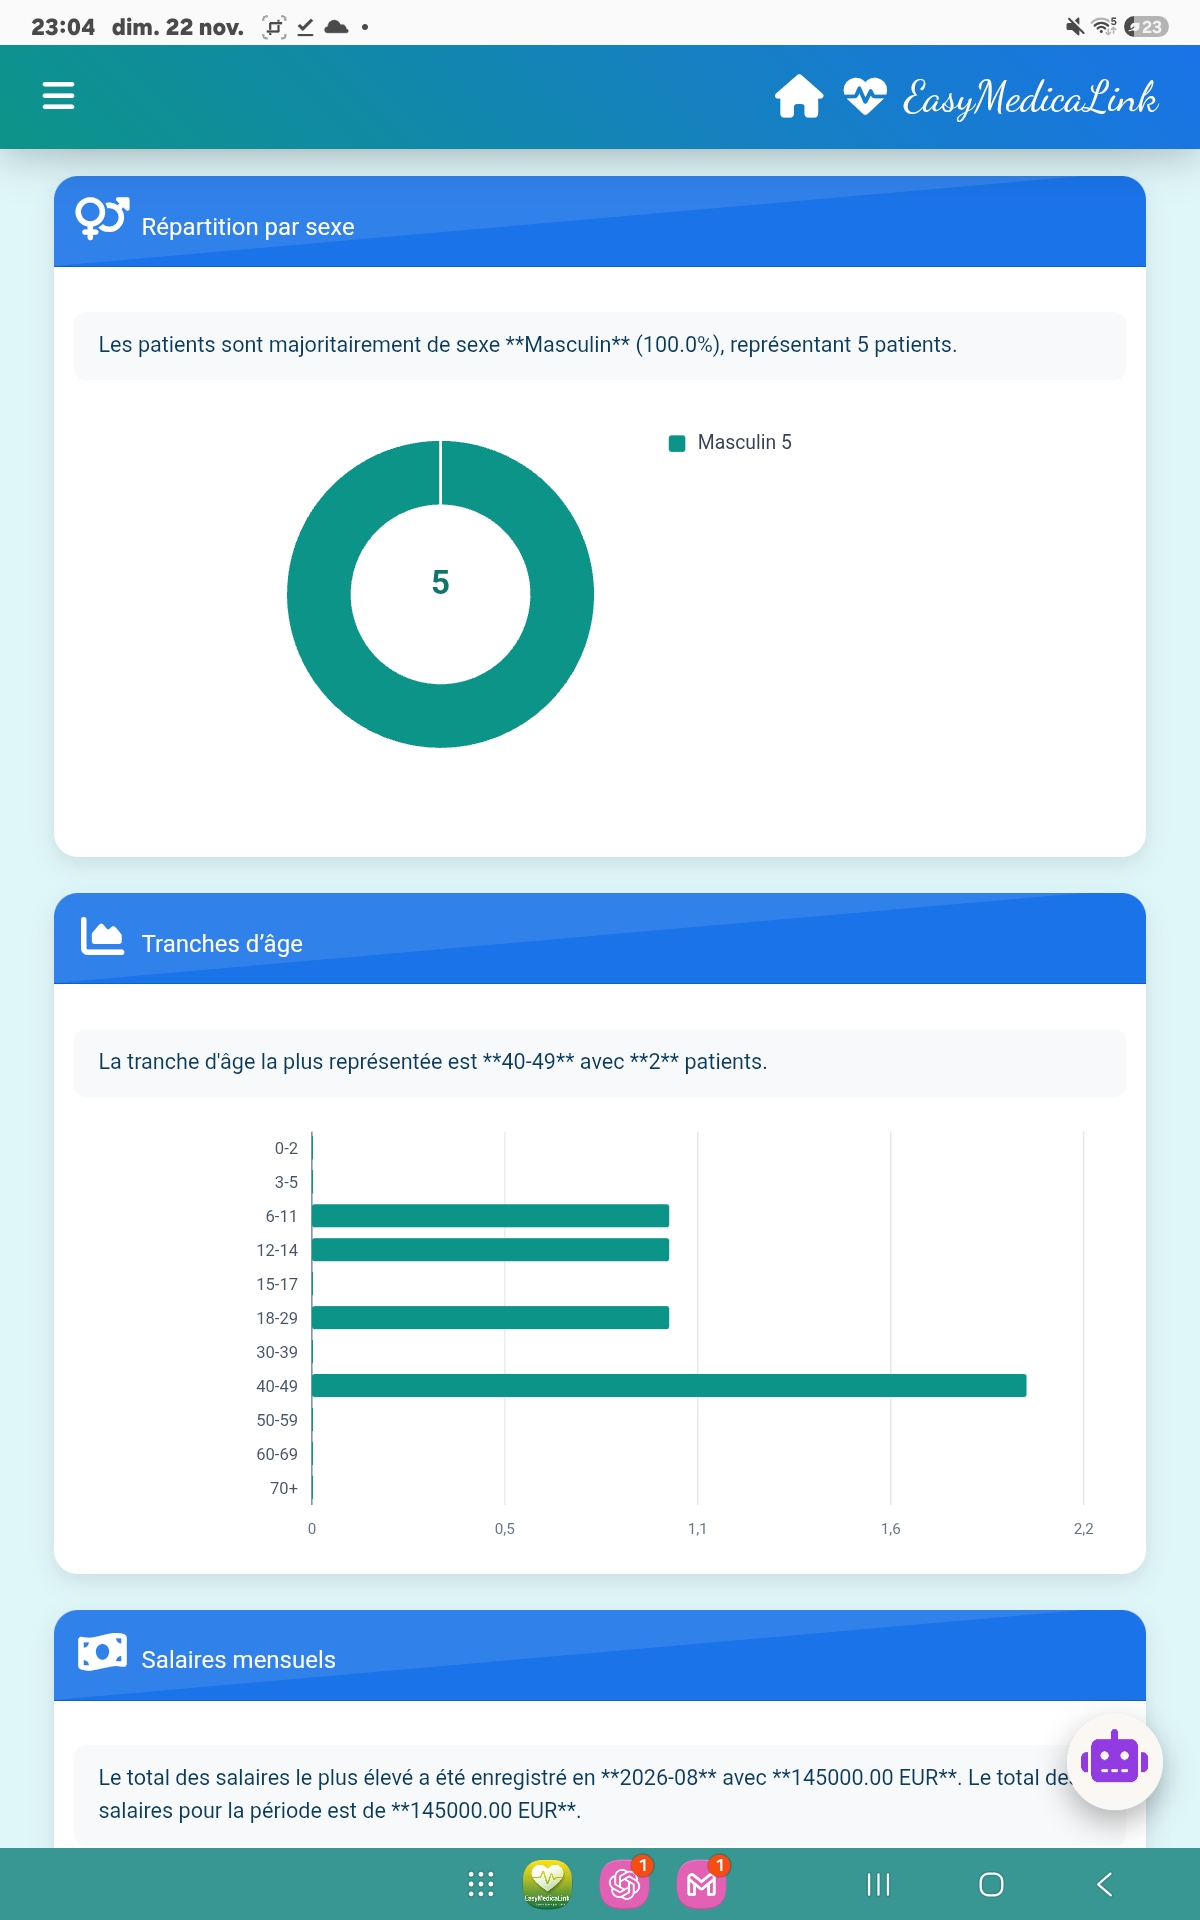 23:04 dim. 22 nov.
5
23
EasyMedicaLink
Répartition par sexe
Les patients sont majoritairement de sexe **Masculin** (100.0%), représentant 5 patients.
Masculin 5
5
Tranches d’âge
La tranche d'âge la plus représentée est **40-49** avec **2** patients.
0-2
3-5
6-11
12-14
15-17
18-29
30-39
40-49
50-59
60-69
70+
0 0,5 1,1 1,6 2,2
Salaires mensuels
Le total des salaires le plus élevé a été enregistré en **2026-08** avec **145000.00 EUR**. Le total des
salaires pour la période est de **145000.00 EUR**.
EasyMedicaLink
1
1